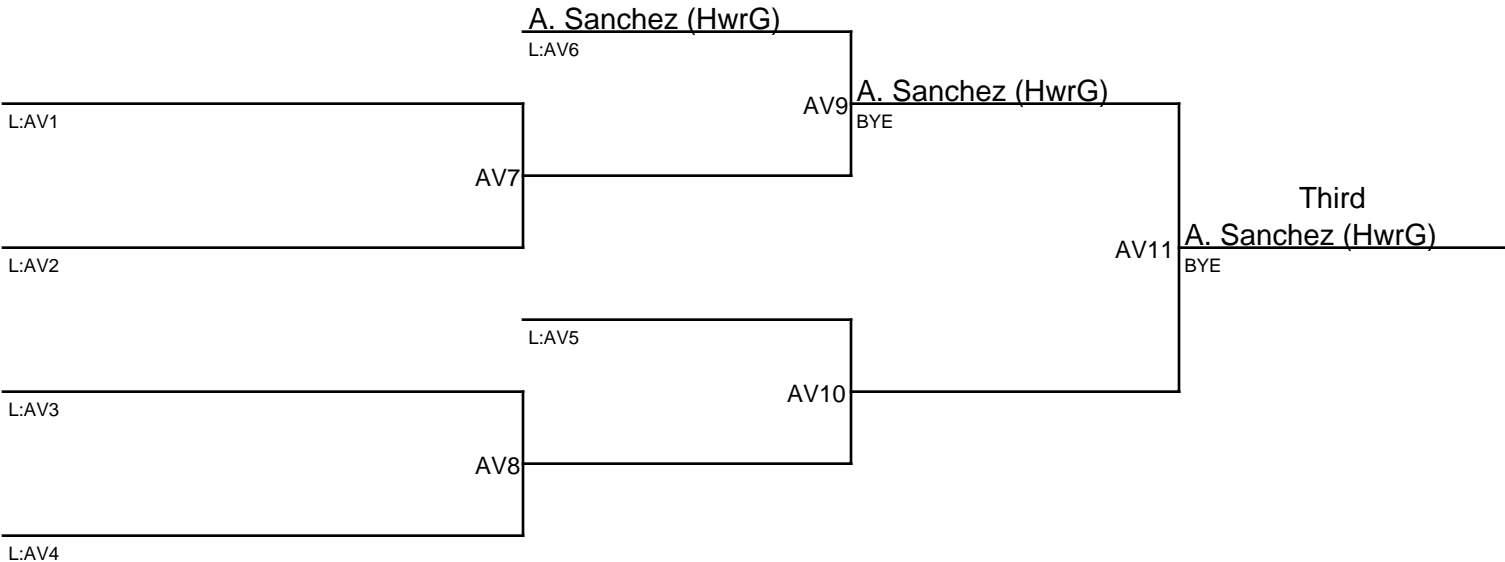 A. Sanchez (HwrG)
L:AV6
AV9
A. Sanchez (HwrG)
BYE
L:AV1
AV7
Third
A. Sanchez (HwrG)
AV11
BYE
L:AV2
L:AV5
AV10
L:AV3
AV8
L:AV4